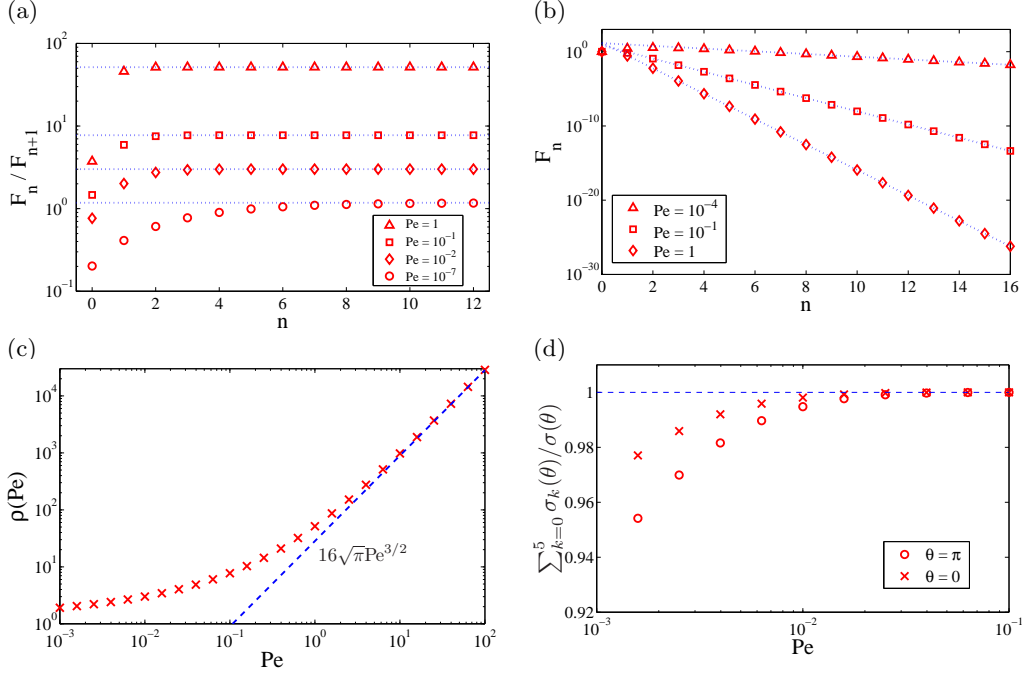 (a)
F_n / F_{n+1}
10^2
10^1
10^0
10^{-1}
0 2 4 6 8 10 12
n
Pe = 1
Pe = 10^{-1}
Pe = 10^{-2}
Pe = 10^{-7}
(b)
F_n
10^0
10^{-10}
10^{-20}
10^{-30}
0 2 4 6 8 10 12 14 16
n
Pe = 10^{-4}
Pe = 10^{-1}
Pe = 1
(c)
ρ(Pe)
10^4
10^3
10^2
10^1
10^0
10^{-3} 10^{-2} 10^{-1} 10^0 10^1 10^2
Pe
16√πPe^{3/2}
(d)
∑_{k=0}^{5} σ_k(θ)/σ(θ)
1
0.98
0.96
0.94
0.92
10^{-3} 10^{-2} 10^{-1}
Pe
θ = π
θ = 0